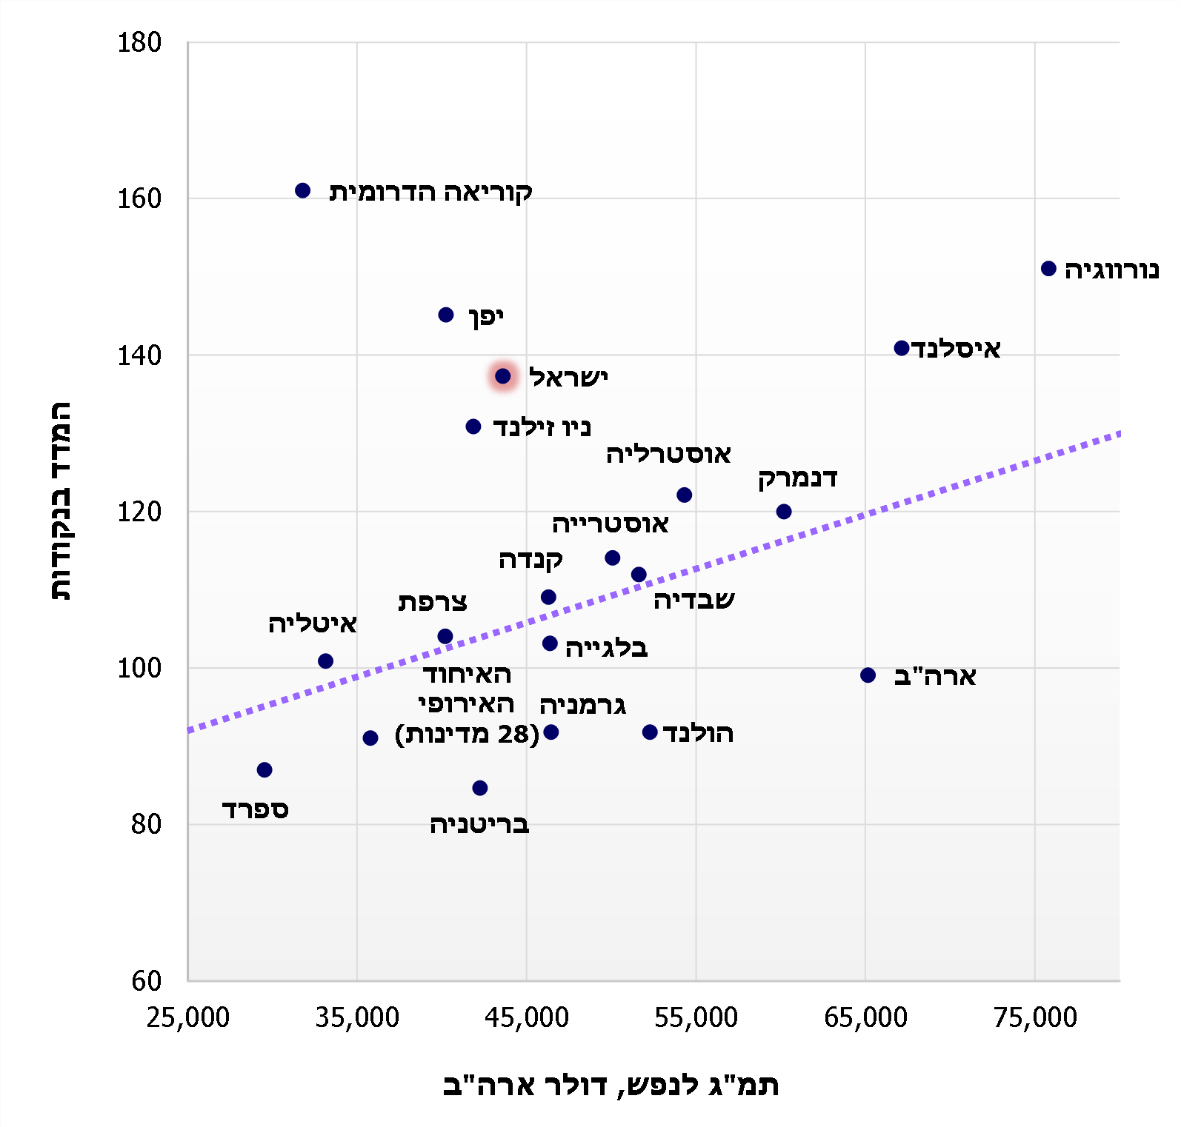 180
160
140
120
100
80
60
המדד בנקודות
קוריאה הדרומית
נורווגיה
יפן
איסלנד
ישראל
ניו זילנד
אוסטרליה
דנמרק
אוסטרייה
קנדה
שבדיה
צרפת
איטליה
בלגייה
האיחוד
האירופי
(28 מדינות)
ארה"ב
גרמניה
הולנד
ספרד
בריטניה
25,000
35,000
45,000
55,000
65,000
75,000
תמ"ג לנפש, דולר ארה"ב